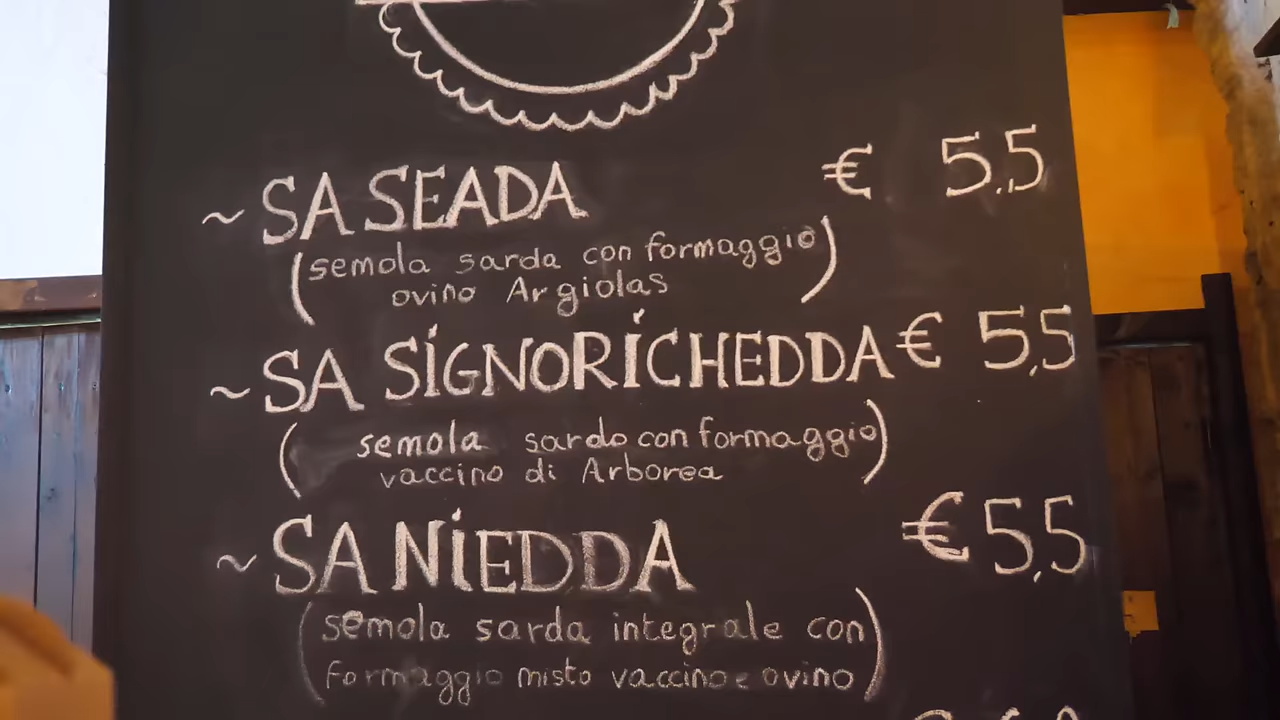 ~ SA SEADA € 5,5
(semola sarda con formaggio
ovino Argiolas)
~ SA SIGNORICHEDDA € 5,5
(semola sarda con formaggio
vaccino di Arborea)
~ SA NIEDDA € 5,5
(semola sarda integrale con
formaggio misto vaccino e ovino)